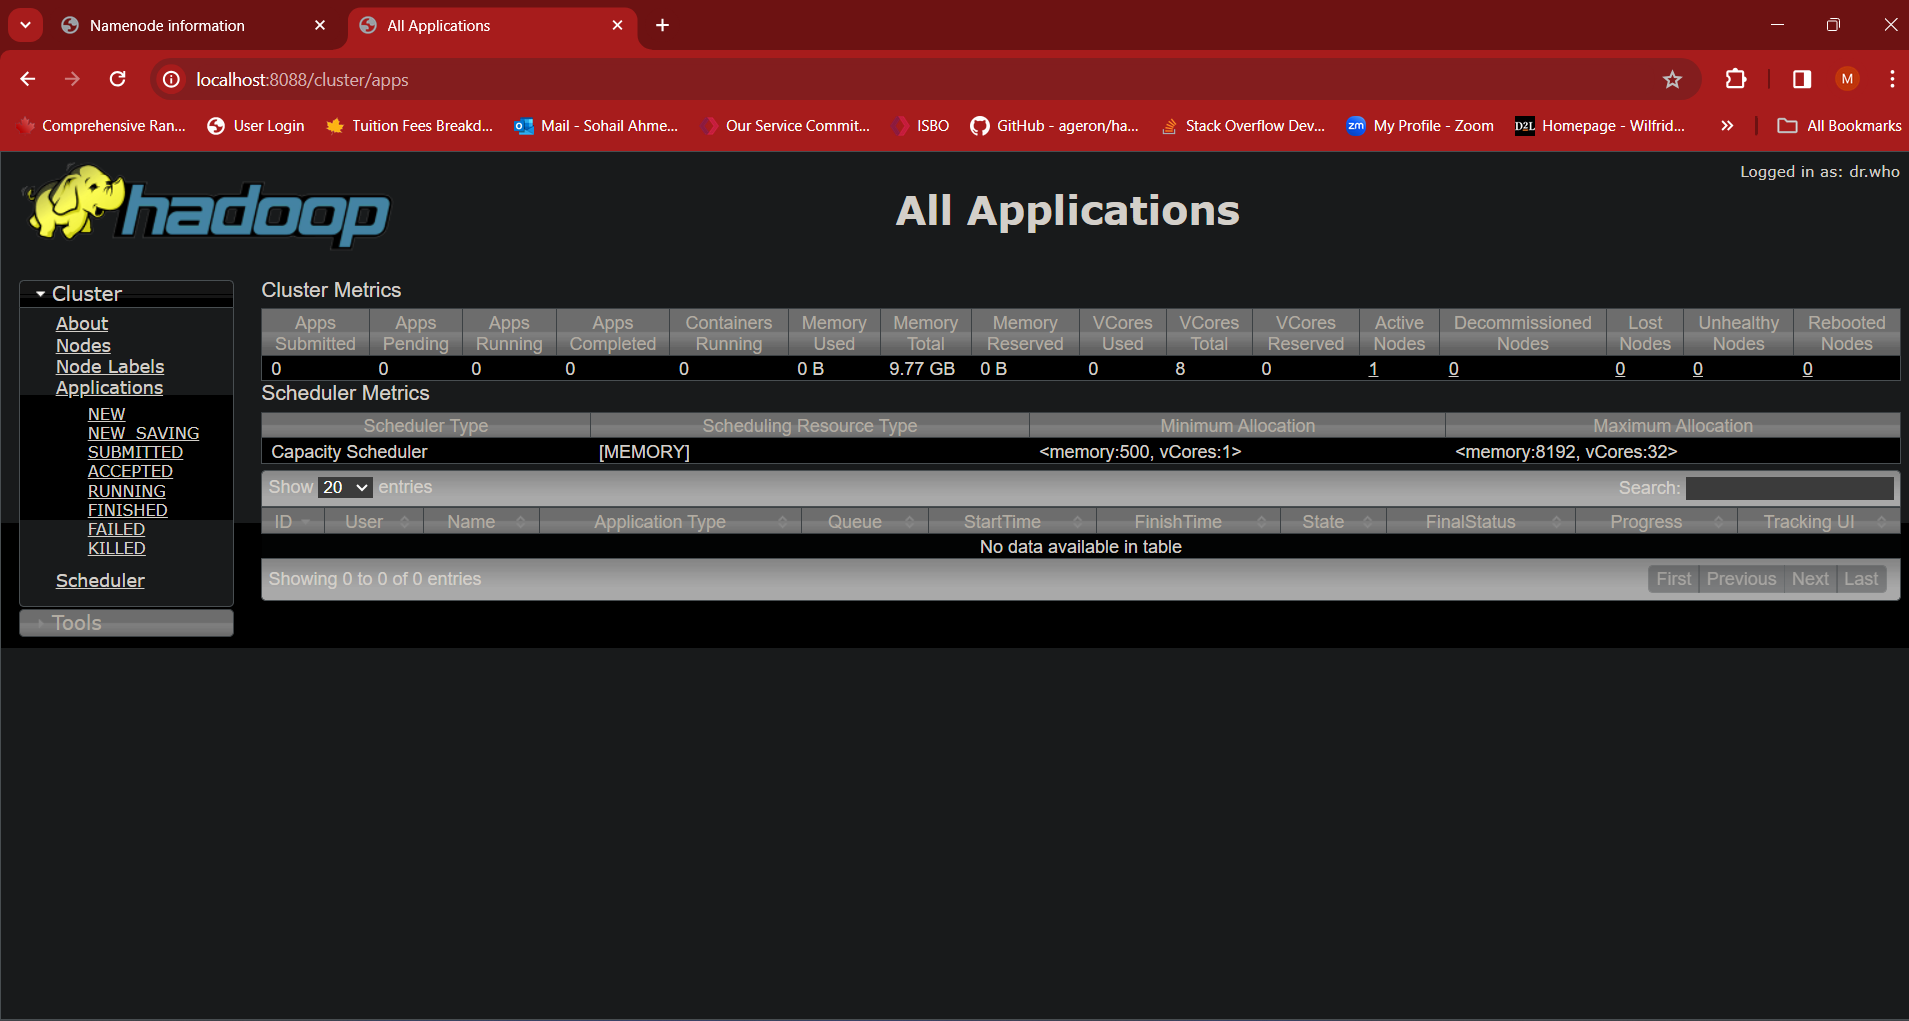 Namenode information
All Applications
localhost:8088/cluster/apps
M
Comprehensive Ran...
User Login
Tuition Fees Breakd...
Mail - Sohail Ahme...
Our Service Commit...
ISBO
GitHub - ageron/ha...
Stack Overflow Dev...
zm
My Profile - Zoom
D2L
Homepage - Wilfrid...
All Bookmarks
hadoop
All Applications
Logged in as: dr.who
Cluster
About
Nodes
Node Labels
Applications
NEW
NEW_SAVING
SUBMITTED
ACCEPTED
RUNNING
FINISHED
FAILED
KILLED
Scheduler
Tools
Cluster Metrics
Apps Submitted Apps Pending Apps Running Apps Completed Containers Running Memory Used Memory Total Memory Reserved VCores Used VCores Total VCores Reserved Active Nodes Decommissioned Nodes Lost Nodes Unhealthy Nodes Rebooted Nodes
0 0 0 0 0 0 B 9.77 GB 0 B 0 8 0 1 0 0 0 0
Scheduler Metrics
Scheduler Type Scheduling Resource Type Minimum Allocation Maximum Allocation
Capacity Scheduler [MEMORY] <memory:500, vCores:1> <memory:8192, vCores:32>
Show 20 entries Search:
ID User Name Application Type Queue StartTime FinishTime State FinalStatus Progress Tracking UI
No data available in table
Showing 0 to 0 of 0 entries First Previous Next Last